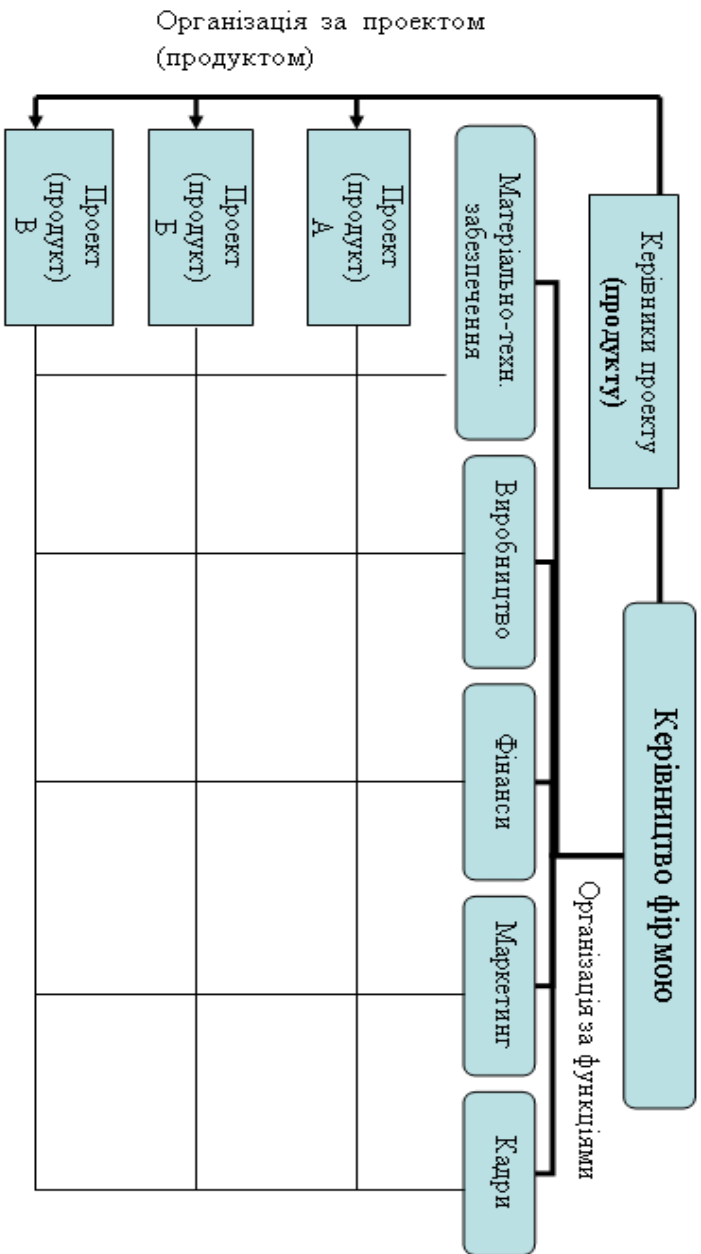 Організація за проектом
(продуктом)
Керівництво фірмою
Керівники проекту
(продукту)
Організація за функціями
Матеріально-техн.
забезпечення
Виробництво
Фінанси
Маркетинг
Кадри
Проект
(продукт)
А
Проект
(продукт)
Б
Проект
(продукт)
В